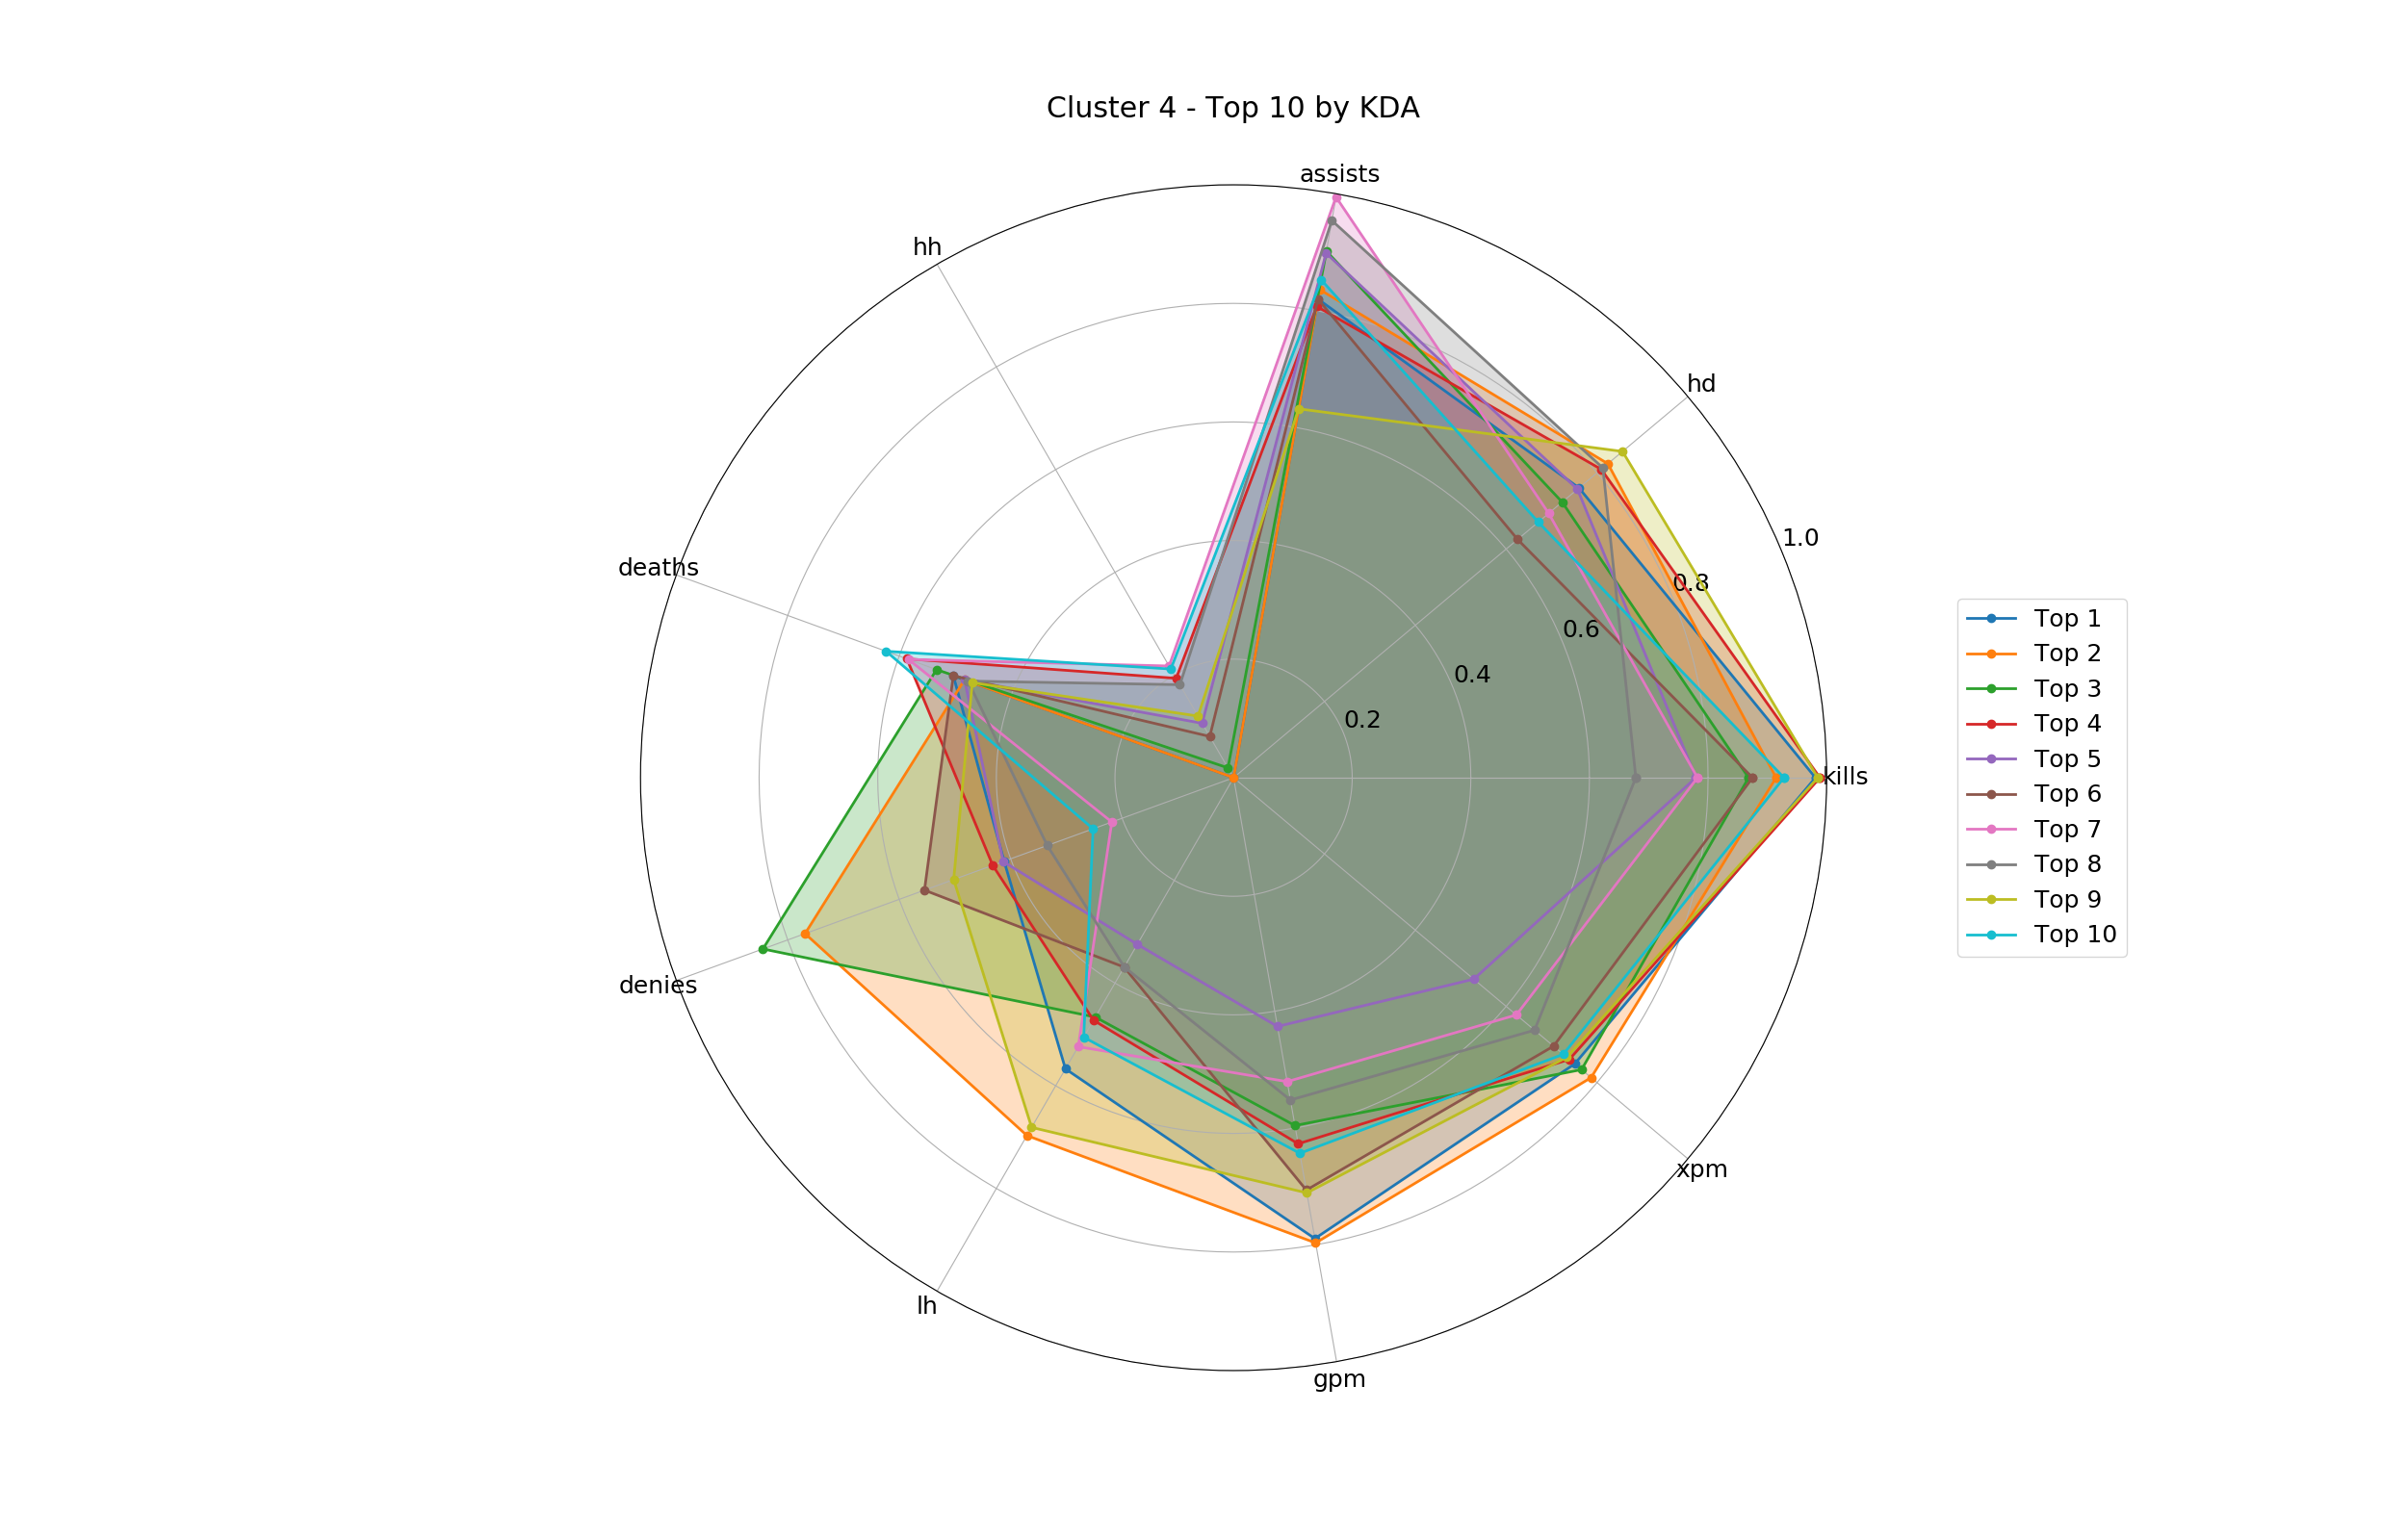 Cluster 4 - Top 10 by KDA
assists
hh
hd
deaths
1.0
0.8
0.6
0.4
0.2
kills
denies
xpm
lh
gpm
Top 1
Top 2
Top 3
Top 4
Top 5
Top 6
Top 7
Top 8
Top 9
Top 10